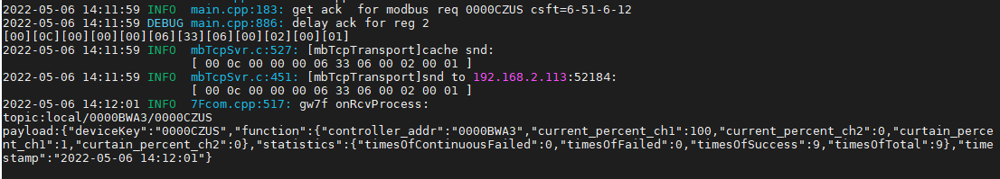 2022-05-06 14:11:59 INFO  main.cpp:183: get ack  for modbus req 0000CZUS csft=6-51-6-12
2022-05-06 14:11:59 DEBUG main.cpp:886: delay ack for reg 2
[00][0C][00][00][00][06][33][06][00][02][00][01]
2022-05-06 14:11:59 INFO  mbTcpSvr.c:527: [mbTcpTransport]cache snd:
                          [ 00 0c 00 00 00 06 33 06 00 02 00 01 ]
2022-05-06 14:11:59 INFO  mbTcpSvr.c:451: [mbTcpTransport]snd to 192.168.2.113:52184:
                          [ 00 0c 00 00 00 06 33 06 00 02 00 01 ]
2022-05-06 14:12:01 INFO  7Fcom.cpp:517: gw7f onRcvProcess:
topic:local/0000BWA3/0000CZUS
payload:{"deviceKey":"0000CZUS","function":{"controller_addr":"0000BWA3","current_percent_ch1":100,"current_percent_ch2":0,"curtain_perce
nt_ch1":1,"curtain_percent_ch2":0},"statistics":{"timesOfContinuousFailed":0,"timesOfFailed":0,"timesOfSuccess":9,"timesOfTotal":9},"time
stamp":"2022-05-06 14:12:01"}